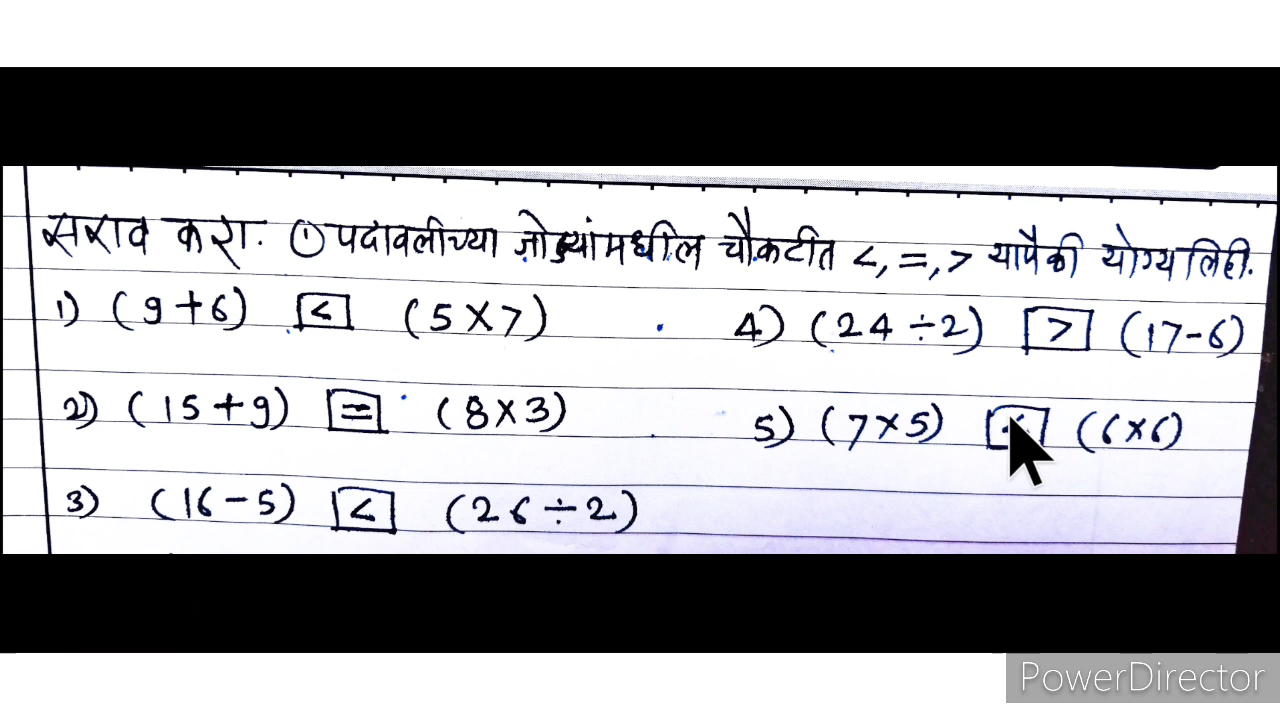 सराव करा. ① पदावलीच्या जोड्यांमधील चौकटीत <, =, > यापैकी योग्य लिही.
1) (9+6) < (5×7)
2) (15+9) = (8×3)
3) (16-5) < (26÷2)
4) (24÷2) > (17-6)
5) (7×5) (6×6)
PowerDirector